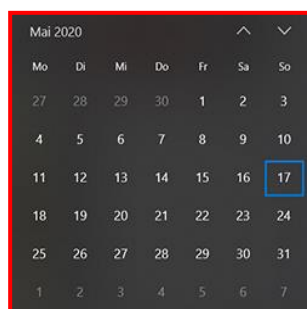 Mai 2020
Mo Di Mi Do Fr Sa So
27 28 29 30 1 2 3
4 5 6 7 8 9 10
11 12 13 14 15 16 17
18 19 20 21 22 23 24
25 26 27 28 29 30 31
1 2 3 4 5 6 7